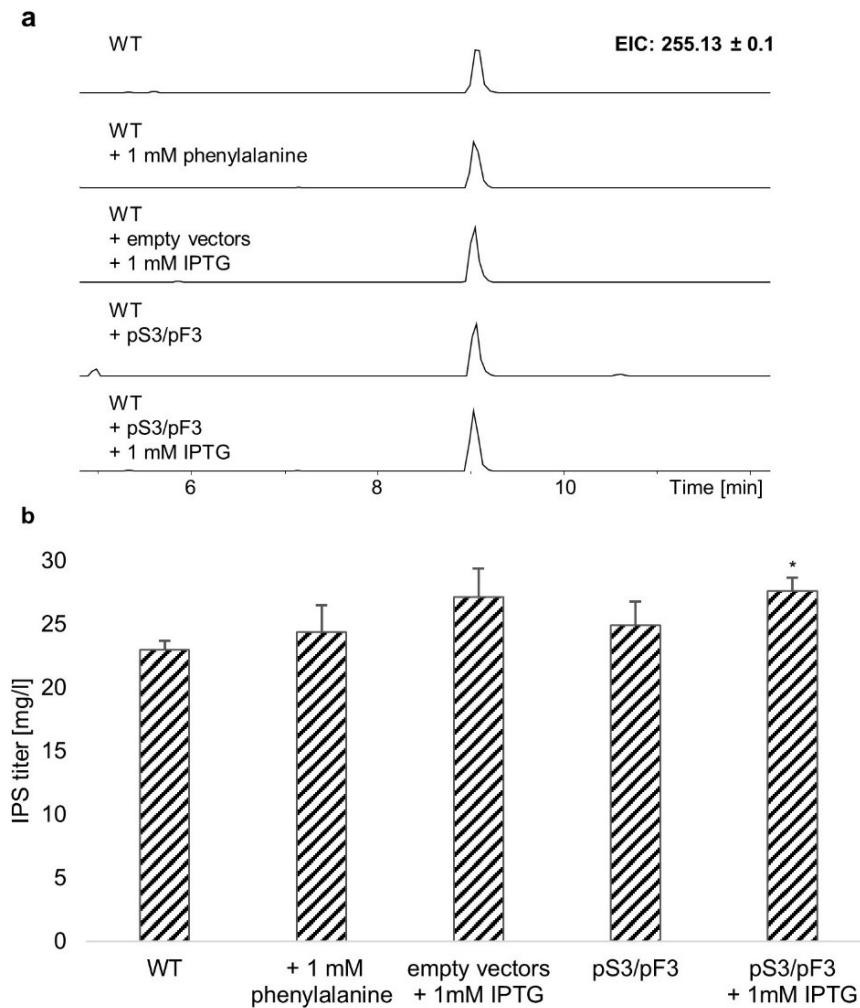 a
WT
EIC: 255.13 ± 0.1
WT
+ 1 mM phenylalanine
WT
+ empty vectors
+ 1 mM IPTG
WT
+ pS3/pF3
WT
+ pS3/pF3
+ 1 mM IPTG
6 8 10 Time [min]
b
IPS titer [mg/l]
30
*
25
20
15
10
5
0
WT + 1 mM empty vectors pS3/pF3 pS3/pF3
phenylalanine + 1mM IPTG + 1mM IPTG